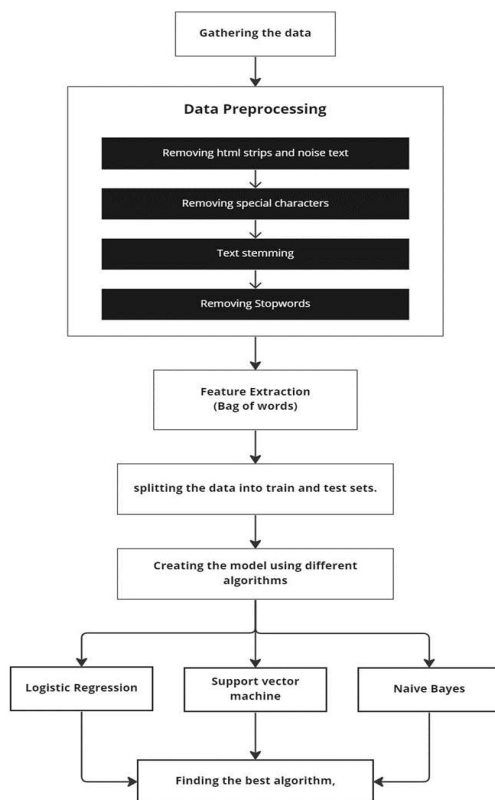 Gathering the data
Data Preprocessing
Removing html strips and noise text
Removing special characters
Text stemming
Removing Stopwords
Feature Extraction
(Bag of words)
splitting the data into train and test sets.
Creating the model using different
algorithms
Logistic Regression
Support vector
machine
Naive Bayes
Finding the best algorithm,